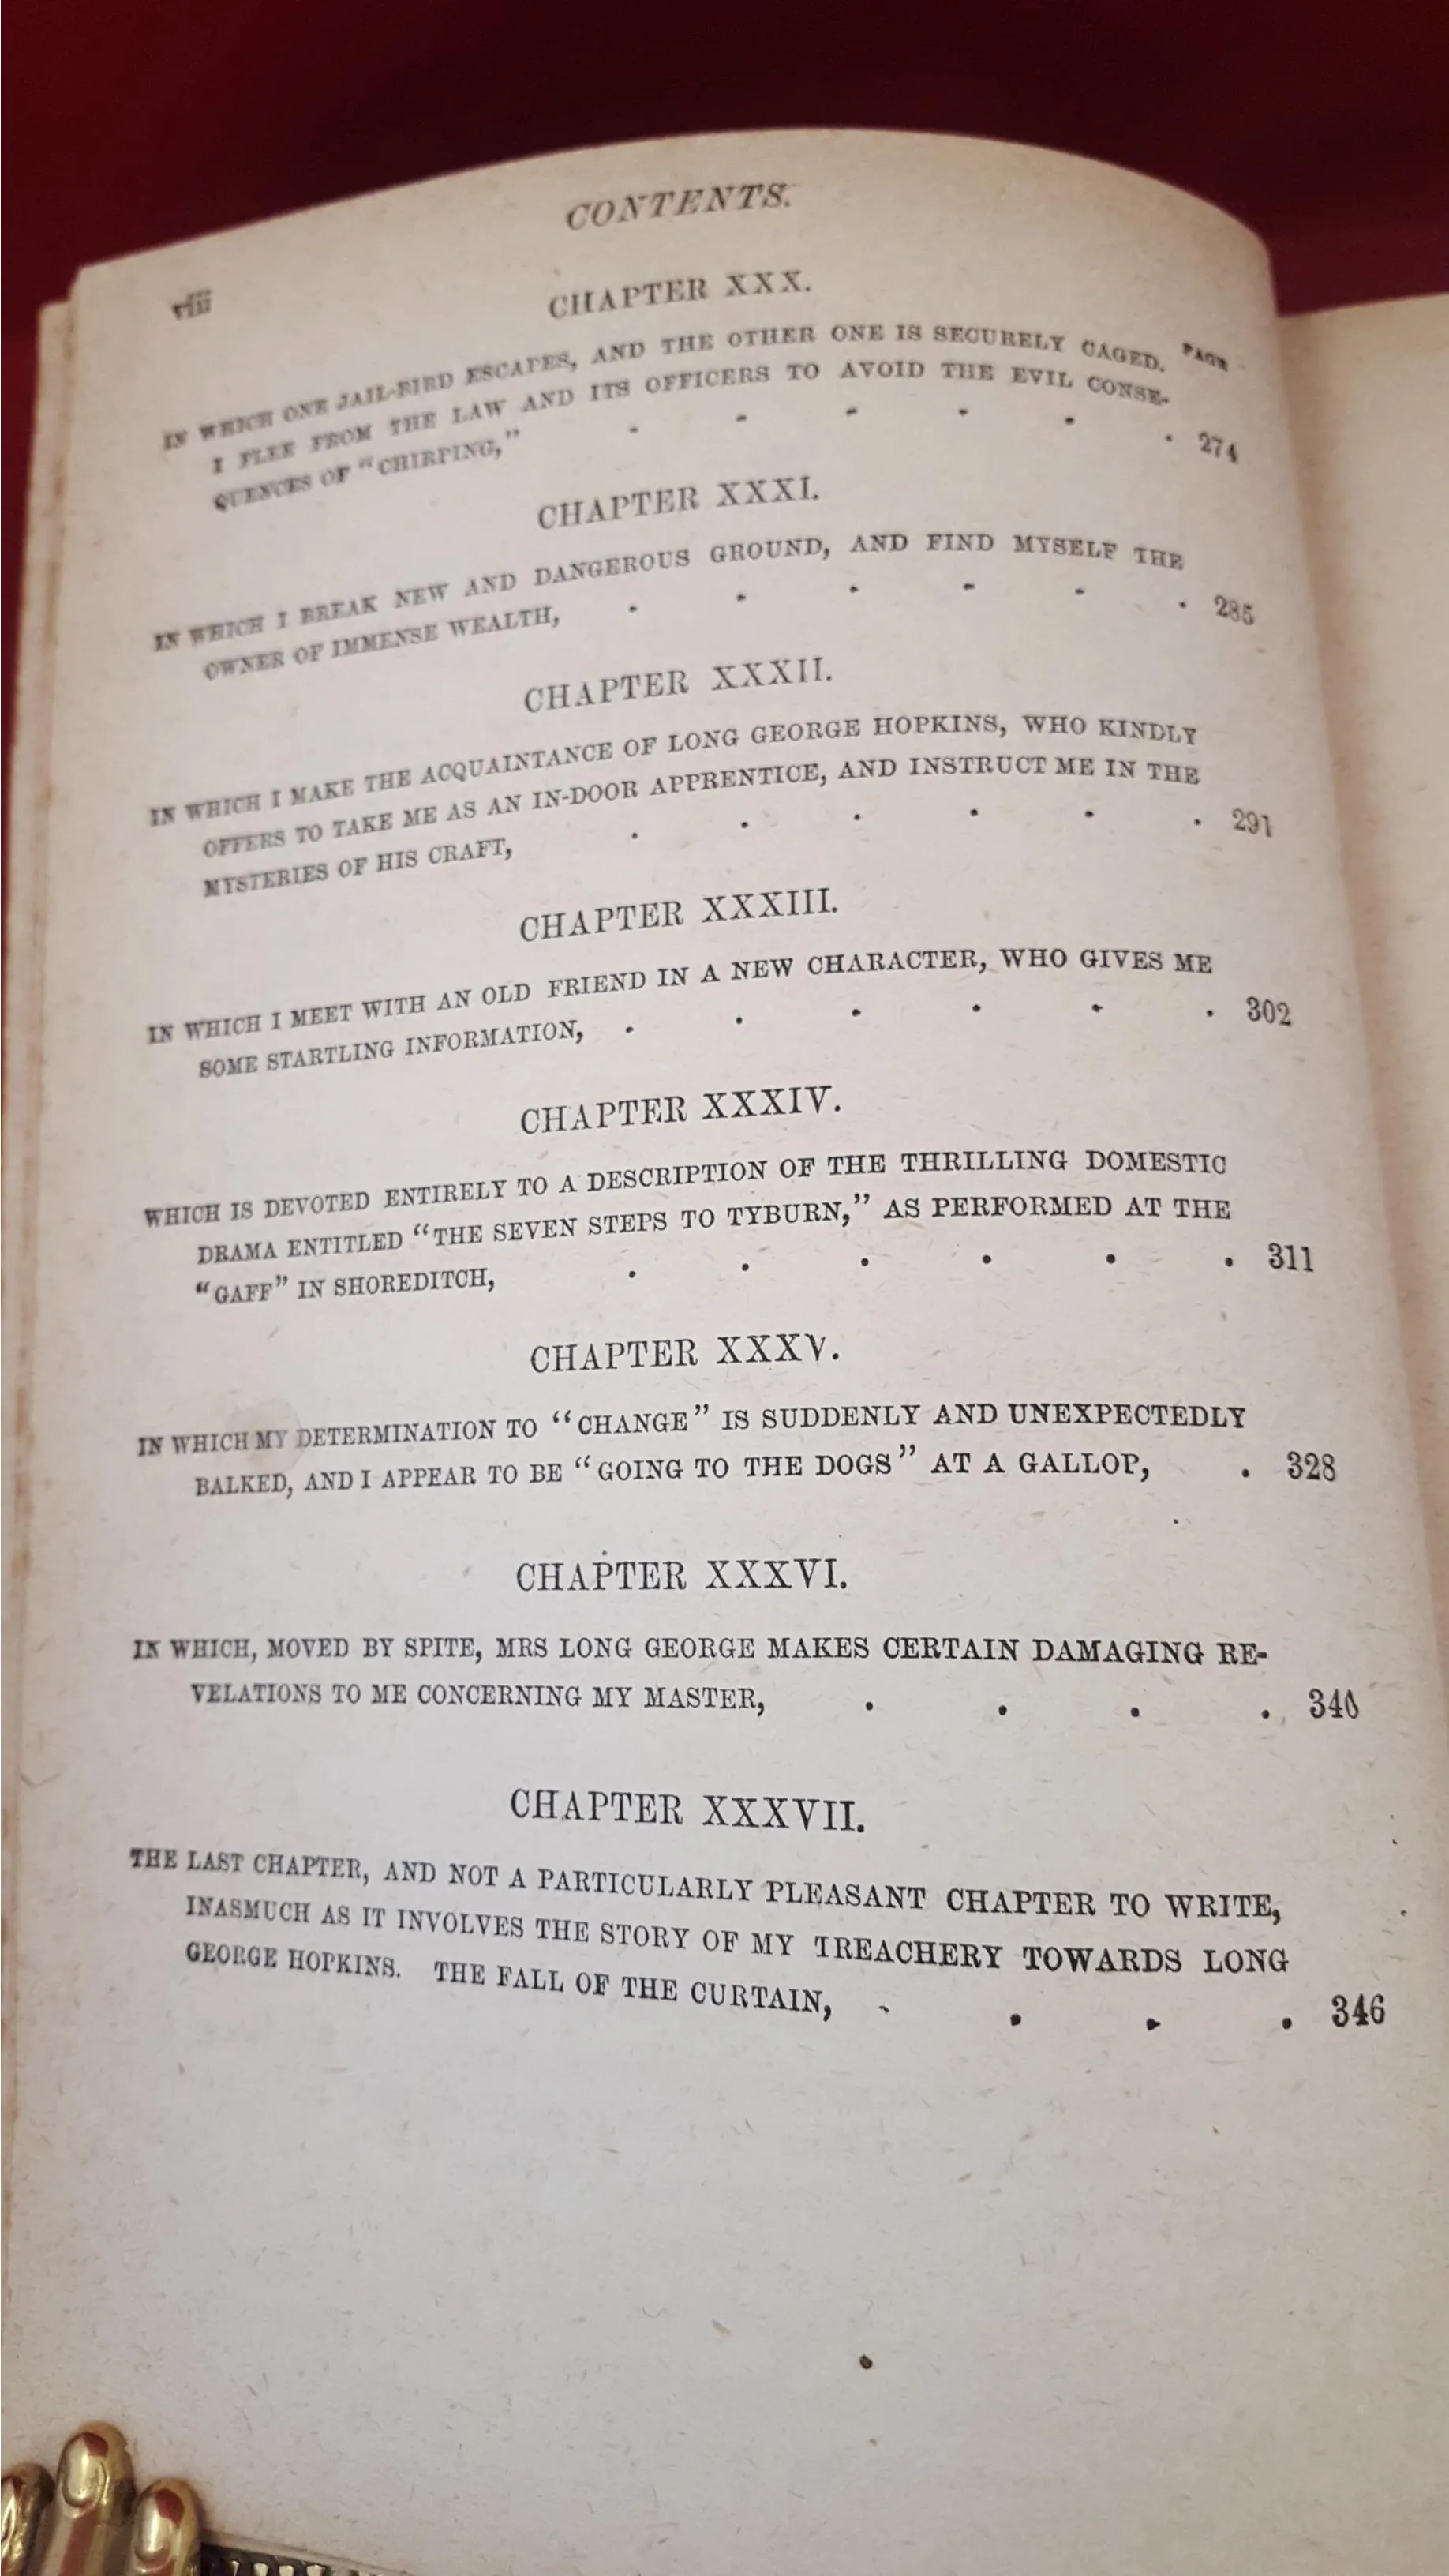 CONTENTS.
viii
CHAPTER XXX.
PAGE
IN WHICH ONE JAIL-BIRD ESCAPES, AND THE OTHER ONE IS SECURELY CAGED.
I FLEE FROM THE LAW AND ITS OFFICERS TO AVOID THE EVIL CONSE-
QUENCES OF "CHIRPING," . . . . . . 274
CHAPTER XXXI.
IN WHICH I BREAK NEW AND DANGEROUS GROUND, AND FIND MYSELF THE
OWNER OF IMMENSE WEALTH, . . . . . . 285
CHAPTER XXXII.
IN WHICH I MAKE THE ACQUAINTANCE OF LONG GEORGE HOPKINS, WHO KINDLY
OFFERS TO TAKE ME AS AN IN-DOOR APPRENTICE, AND INSTRUCT ME IN THE
MYSTERIES OF HIS CRAFT, . . . . . . 291
CHAPTER XXXIII.
IN WHICH I MEET WITH AN OLD FRIEND IN A NEW CHARACTER, WHO GIVES ME
SOME STARTLING INFORMATION, . . . . . . 302
CHAPTER XXXIV.
WHICH IS DEVOTED ENTIRELY TO A DESCRIPTION OF THE THRILLING DOMESTIC
DRAMA ENTITLED "THE SEVEN STEPS TO TYBURN," AS PERFORMED AT THE
"GAFF" IN SHOREDITCH, . . . . . . 311
CHAPTER XXXV.
IN WHICH MY DETERMINATION TO "CHANGE" IS SUDDENLY AND UNEXPECTEDLY
BALKED, AND I APPEAR TO BE "GOING TO THE DOGS" AT A GALLOP, . 328
CHAPTER XXXVI.
IN WHICH, MOVED BY SPITE, MRS LONG GEORGE MAKES CERTAIN DAMAGING RE-
VELATIONS TO ME CONCERNING MY MASTER, . . . . 340
CHAPTER XXXVII.
THE LAST CHAPTER, AND NOT A PARTICULARLY PLEASANT CHAPTER TO WRITE,
INASMUCH AS IT INVOLVES THE STORY OF MY TREACHERY TOWARDS LONG
GEORGE HOPKINS. THE FALL OF THE CURTAIN, . . . . 346